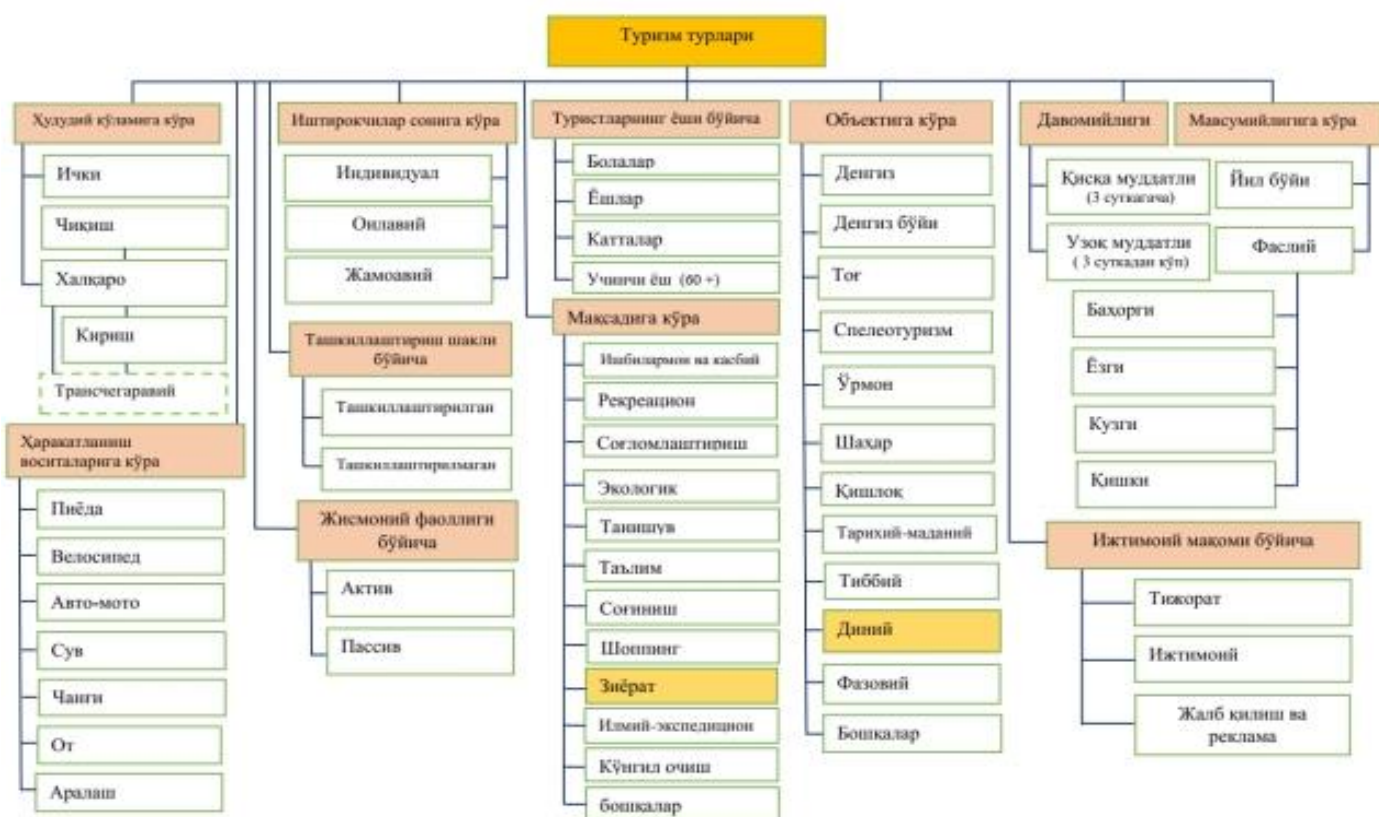 Туризм турлари
Ҳудудий кўламига кўра
Ички
Чиқиш
Халқаро
Кириш
Трансчегаравий
Ҳаракатланиш
воситаларига кўра
Пиёда
Велосипед
Авто-мото
Сув
Чанги
От
Аралаш
Иштирокчилар сонига кўра
Индивидуал
Оилавий
Жамоавий
Ташкиллаштириш шакли
бўйича
Ташкиллаштирилган
Ташкиллаштирилмаган
Жисмоний фаоллиги
бўйича
Актив
Пассив
Туристларнинг ёши бўйича
Болалар
Ёшлар
Катталар
Учинчи ёш (60 +)
Мақсадига кўра
Ишбилармон ва касбий
Рекреацион
Соғломлаштириш
Экологик
Танишув
Таълим
Соғиниш
Шоппинг
Зиёрат
Илмий-экспедицион
Кўнгил очиш
бошқалар
Объектига кўра
Денгиз
Денгиз бўйи
Тоғ
Спелеотуризм
Ўрмон
Шаҳар
Қишлоқ
Тарихий-маданий
Тиббий
Диний
Фазовий
Бошқалар
Давомийлиги
Қисқа муддатли
(3 суткагача)
Узоқ муддатли
( 3 суткадан кўп)
Мавсумийлигига кўра
Йил бўйи
Фаслий
Баҳорги
Ёзги
Кузги
Қишки
Ижтимоий мақоми бўйича
Тижорат
Ижтимоий
Жалб қилиш ва
реклама